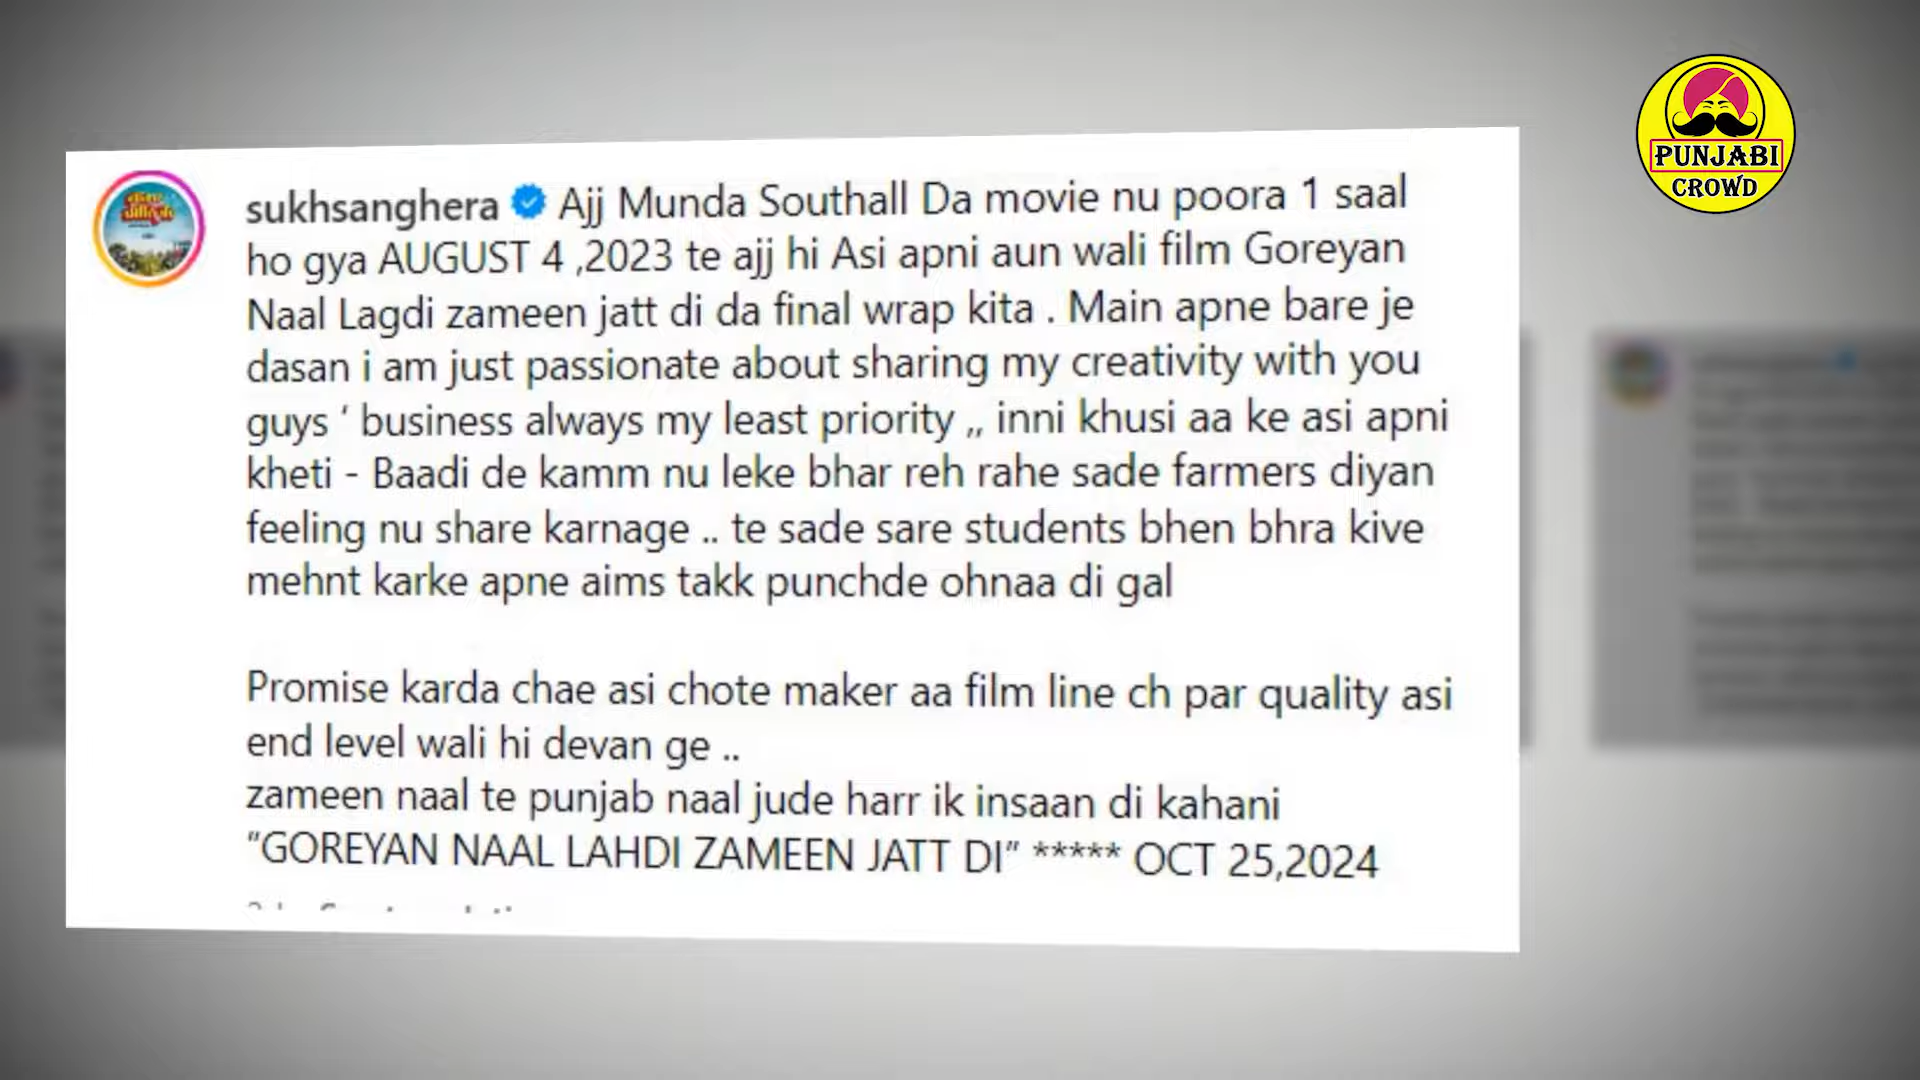 PUNJABI
CROWD
sukhsanghera Ajj Munda Southall Da movie nu poora 1 saal
ho gya AUGUST 4 ,2023 te ajj hi Asi apni aun wali film Goreyan
Naal Lagdi zameen jatt di da final wrap kita . Main apne bare je
dasan i am just passionate about sharing my creativity with you
guys ‘ business always my least priority ,, inni khusi aa ke asi apni
kheti - Baadi de kamm nu leke bhar reh rahe sade farmers diyan
feeling nu share karnage .. te sade sare students bhen bhra kive
mehnt karke apne aims takk punchde ohnaa di gal
Promise karda chae asi chote maker aa film line ch par quality asi
end level wali hi devan ge ..
zameen naal te punjab naal jude harr ik insaan di kahani
“GOREYAN NAAL LAHDI ZAMEEN JATT DI” ***** OCT 25,2024